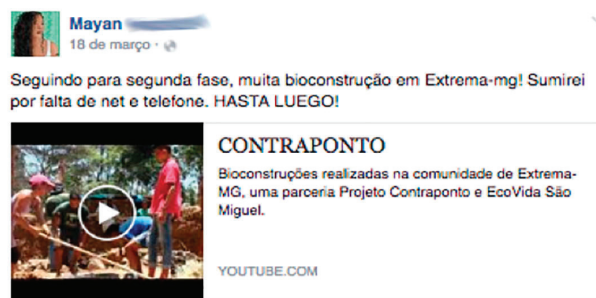 Mayan
18 de março
Seguindo para segunda fase, muita bioconstrução em Extrema-mg! Sumirei
por falta de net e telefone. HASTA LUEGO!
CONTRAPONTO
Bioconstruções realizadas na comunidade de Extrema-
MG, uma parceria Projeto Contraponto e EcoVida São
Miguel.
YOUTUBE.COM